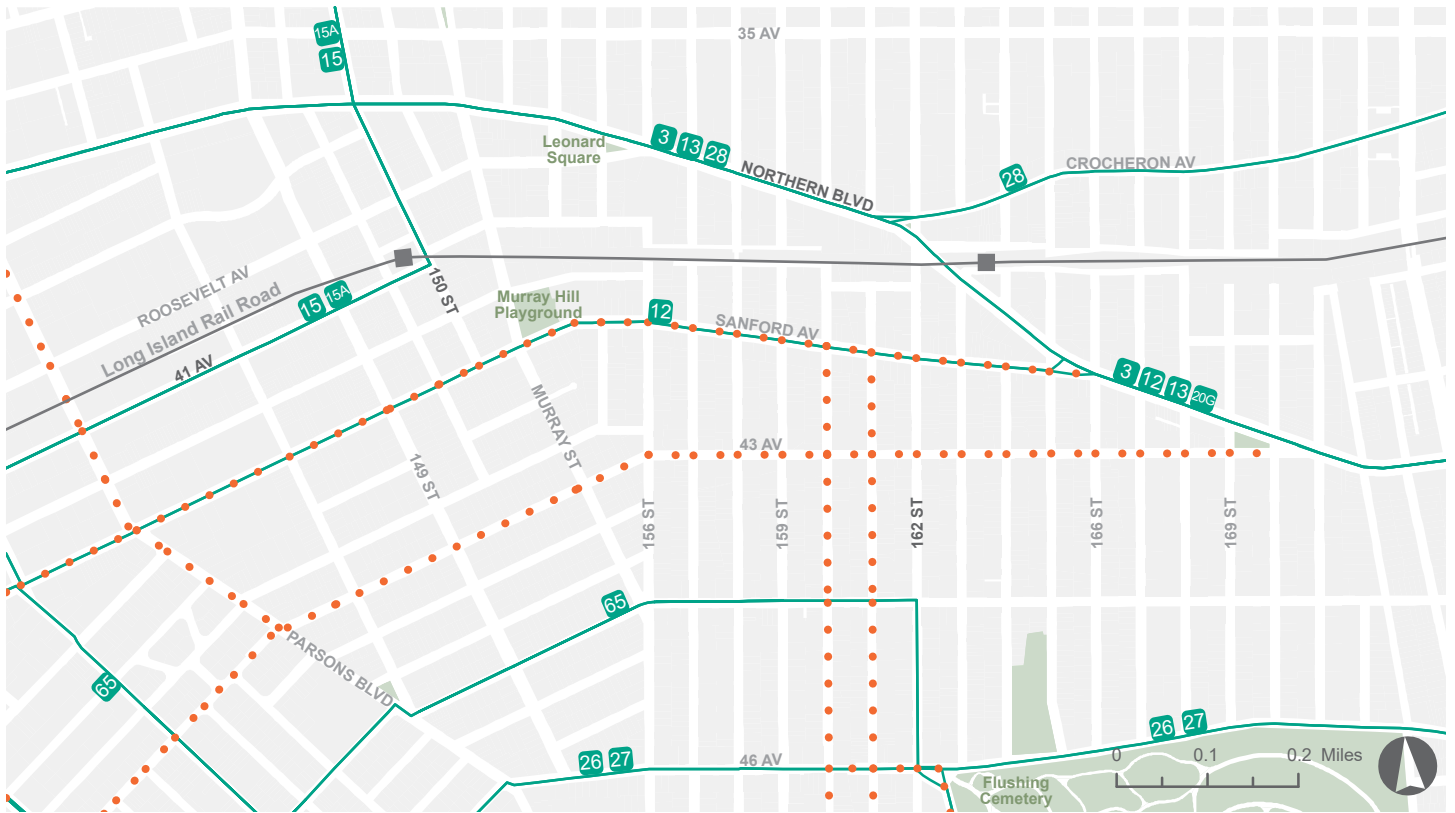 35 AV
15A
15
Leonard
Square
3 13 28
NORTHERN BLVD
28
CROCHERON AV
ROOSEVELT AV
Long Island Rail Road
15 15A
41 AV
150 ST
Murray Hill
Playground
12
SANFORD AV
3 12 13 20G
MURRAY ST
149 ST
43 AV
156 ST
159 ST
162 ST
166 ST
169 ST
65
PARSONS BLVD
65
26 27
46 AV
26 27
0 0.1 0.2 Miles
Flushing
Cemetery